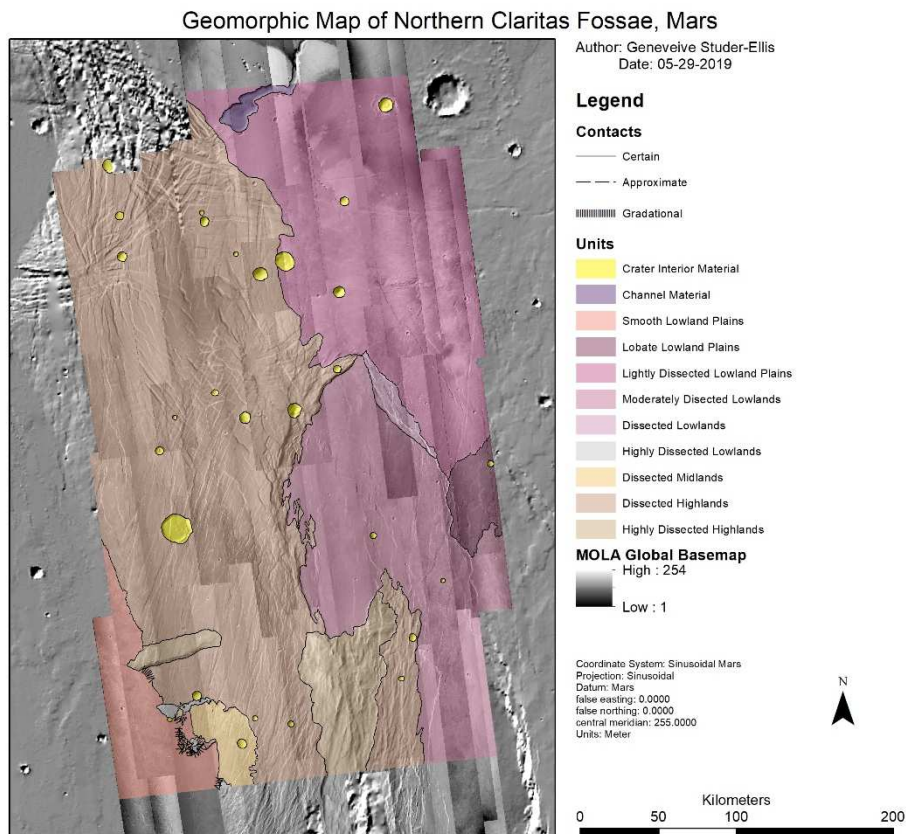 Geomorphic Map of Northern Claritas Fossae, Mars
Author: Geneveive Studer-Ellis
Date: 05-29-2019
Legend
Contacts
Certain
Approximate
Gradational
Units
Crater Interior Material
Channel Material
Smooth Lowland Plains
Lobate Lowland Plains
Lightly Dissected Lowland Plains
Moderately Disected Lowlands
Dissected Lowlands
Highly Dissected Lowlands
Dissected Midlands
Dissected Highlands
Highly Dissected Highlands
MOLA Global Basemap
High : 254
Low : 1
Coordinate System: Sinusoidal Mars
Projection: Sinusoidal
Datum: Mars
false easting: 0.0000
false northing: 0.0000
central meridian: 255.0000
Units: Meter
N
Kilometers
0 50 100 200